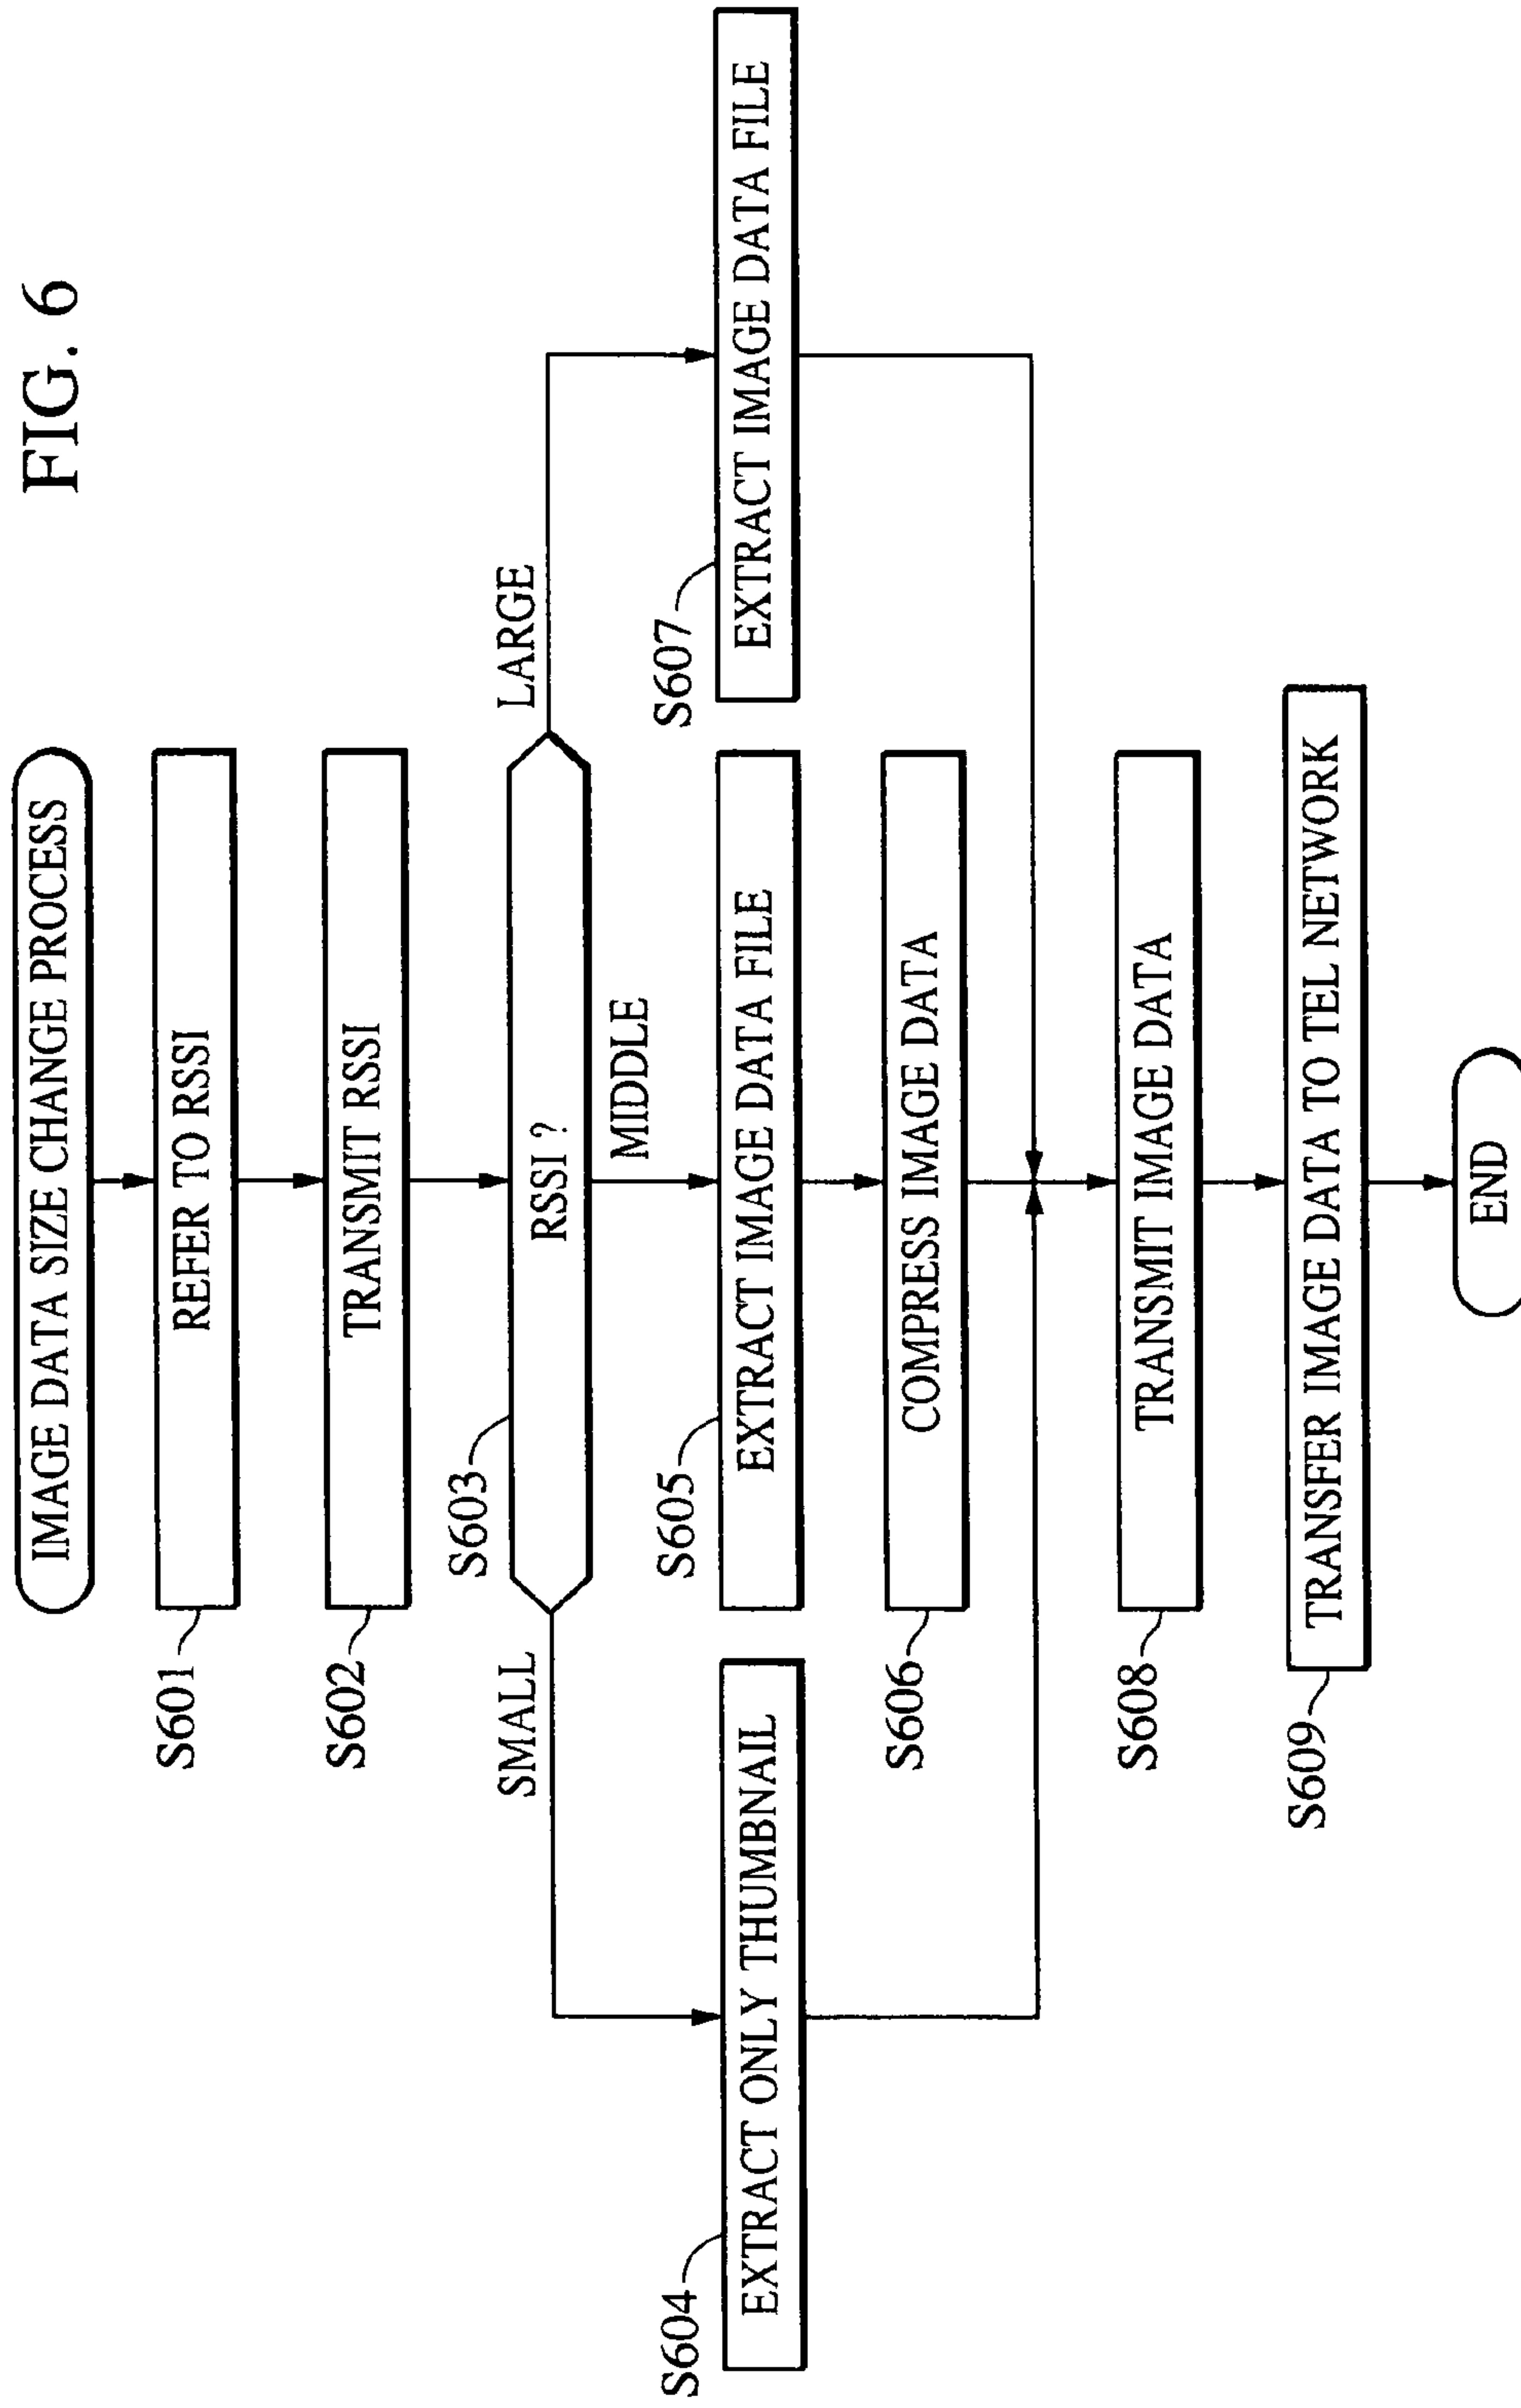 FIG. 6
IMAGE DATA SIZE CHANGE PROCESS
S601
REFER TO RSSI
S602
TRANSMIT RSSI
S603
RSSI ?
SMALL
MIDDLE
LARGE
S604
EXTRACT ONLY THUMBNAIL
S605
EXTRACT IMAGE DATA FILE
S607
EXTRACT IMAGE DATA FILE
S606
COMPRESS IMAGE DATA
S608
TRANSMIT IMAGE DATA
S609
TRANSFER IMAGE DATA TO TEL NETWORK
END